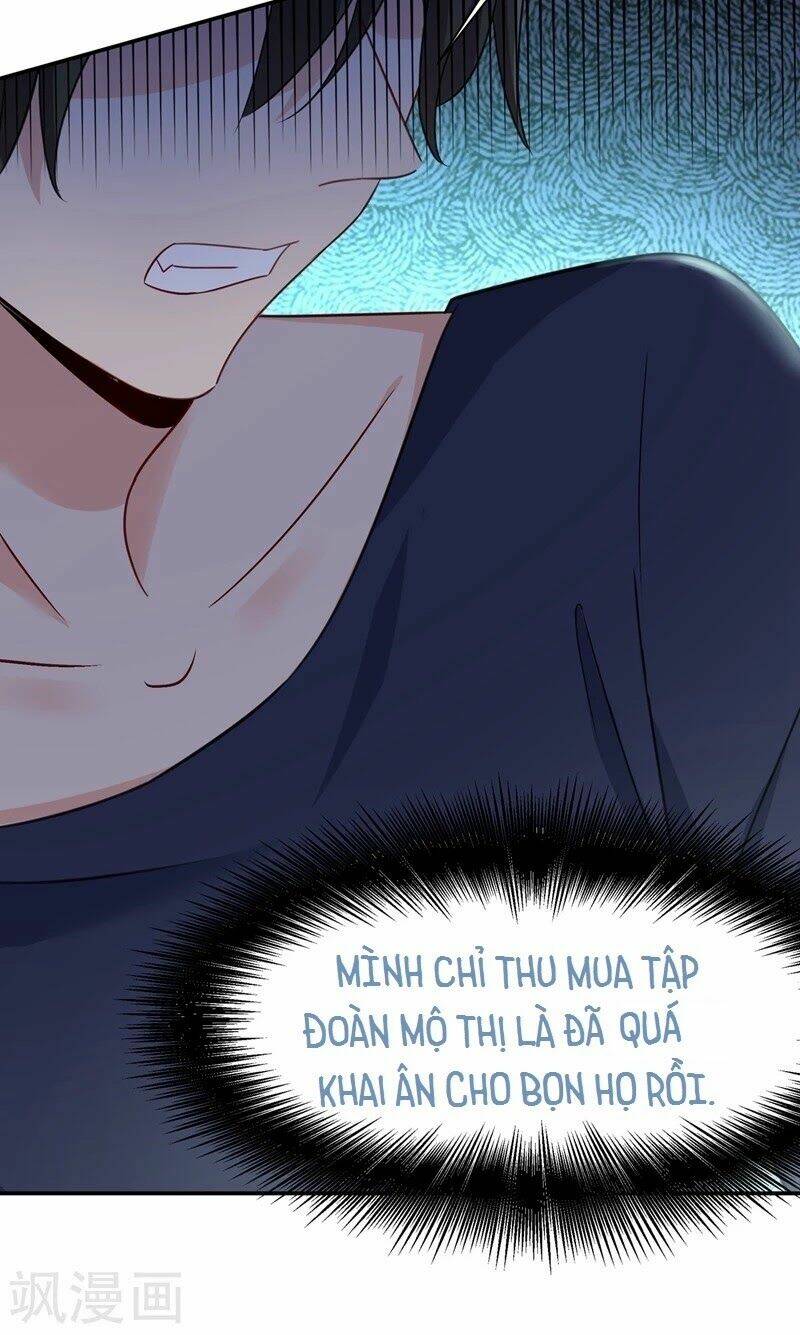 MÌNH CHỈ THU MUA TẬP
ĐOÀN MỘ THỊ LÀ ĐÃ QUÁ
KHAI ÂN CHO BỌN HỌ RỒI.
飒漫画